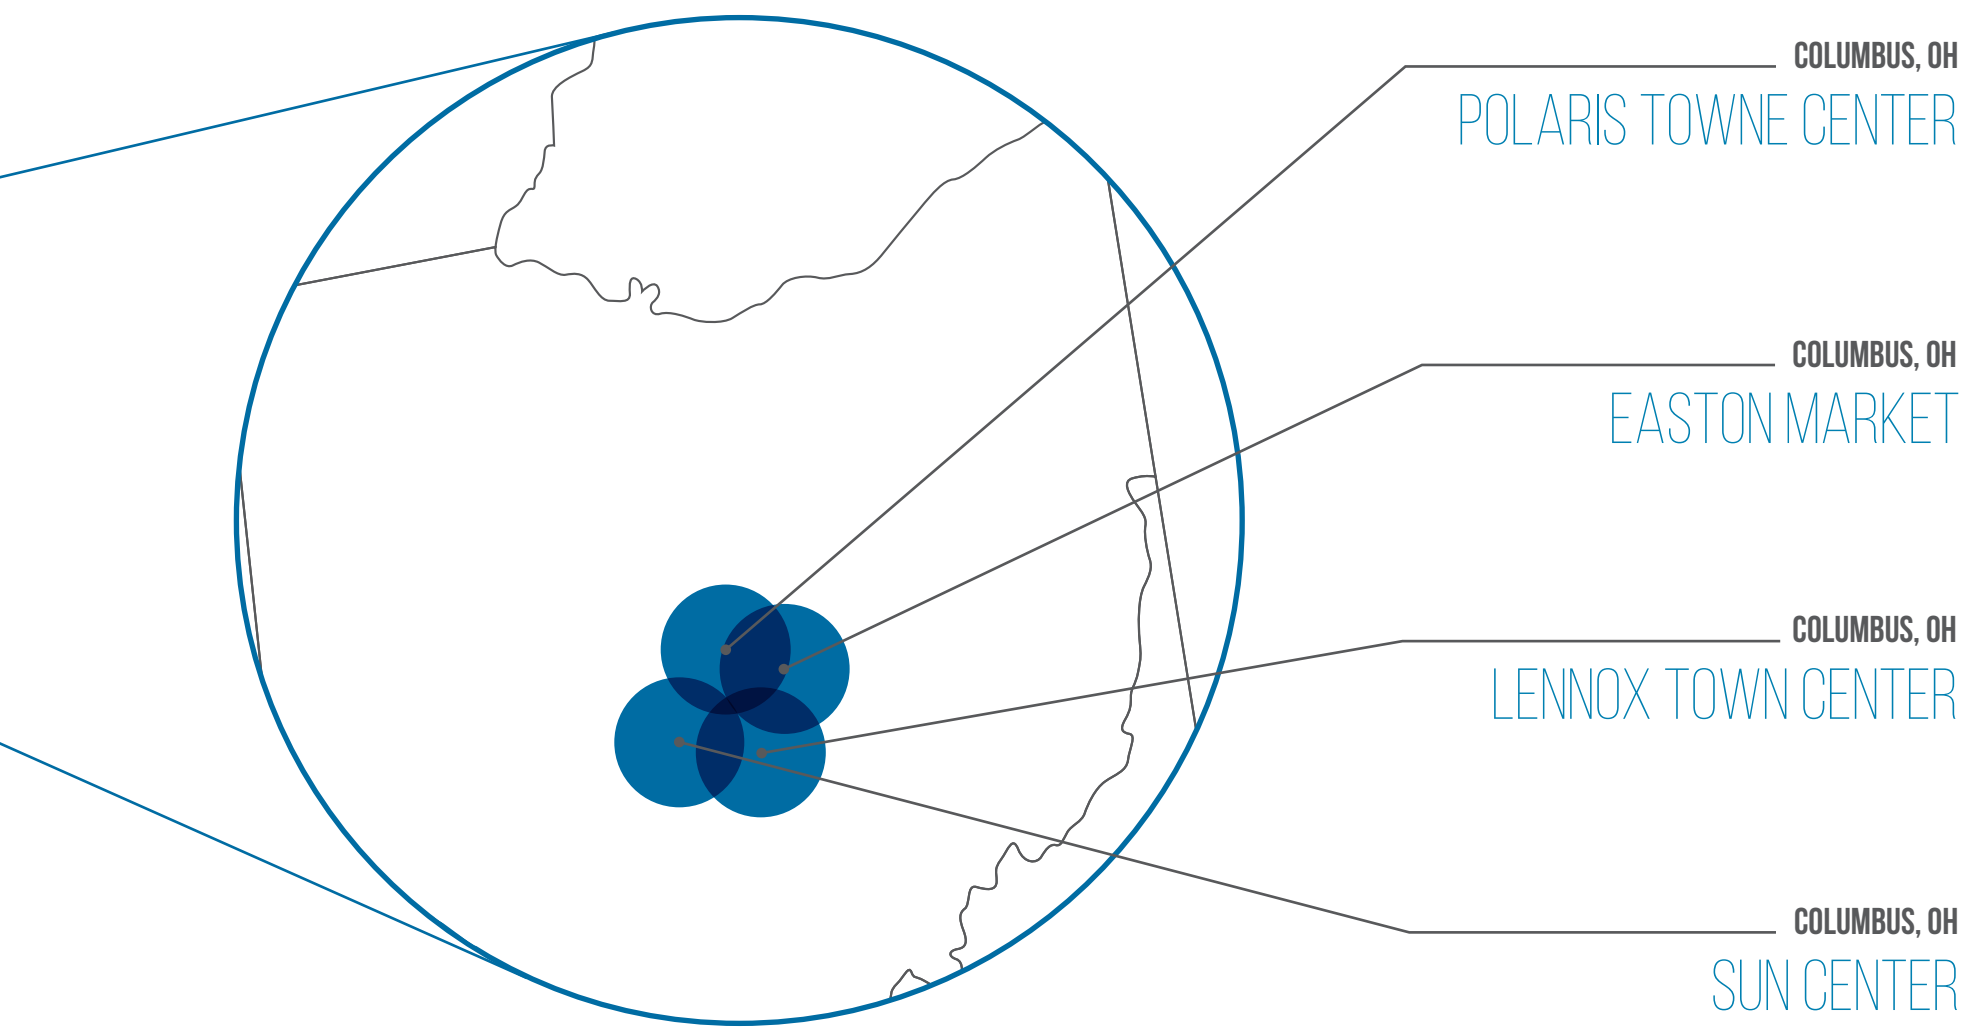 COLUMBUS, OH
POLARIS TOWNE CENTER
COLUMBUS, OH
EASTON MARKET
COLUMBUS, OH
LENNOX TOWN CENTER
COLUMBUS, OH
SUN CENTER